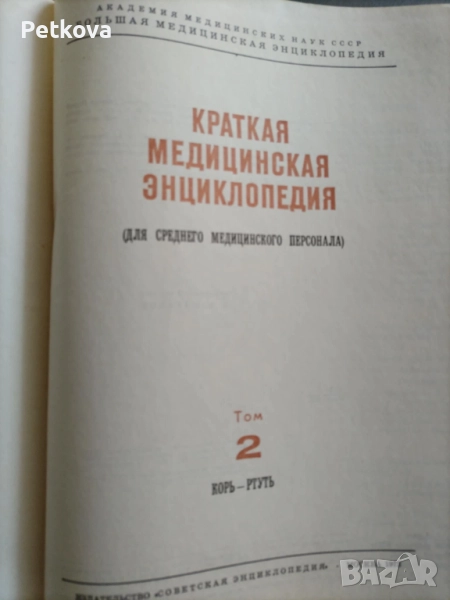 Petkova
АКАДЕМИЯ МЕДИЦИНСКИХ НАУК СССР
БОЛЬШАЯ МЕДИЦИНСКАЯ ЭНЦИКЛОПЕДИЯ
КРАТКАЯ
МЕДИЦИНСКАЯ
ЭНЦИКЛОПЕДИЯ
(ДЛЯ СРЕДНЕГО МЕДИЦИНСКОГО ПЕРСОНАЛА)
Том
2
КОРЬ — РТУТЬ
ИЗДАТЕЛЬСТВО «СОВЕТСКАЯ ЭНЦИКЛОПЕДИЯ»
BAZAR